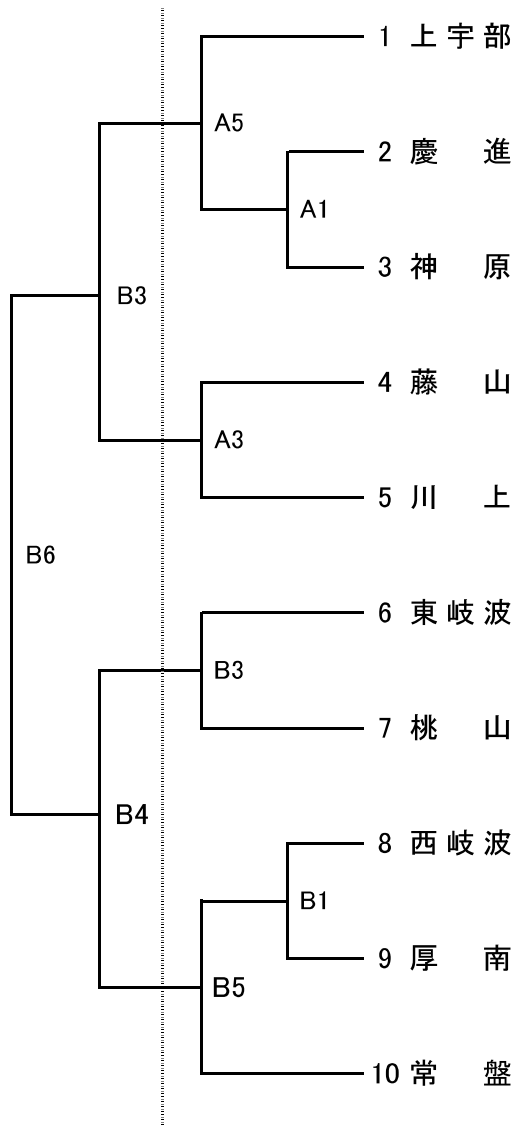 1 上宇部
A5
2 慶進
A1
3 神原
B3
4 藤山
A3
5 川上
B6
6 東岐波
B3
7 桃山
B4
8 西岐波
B1
9 厚南
B5
10 常盤